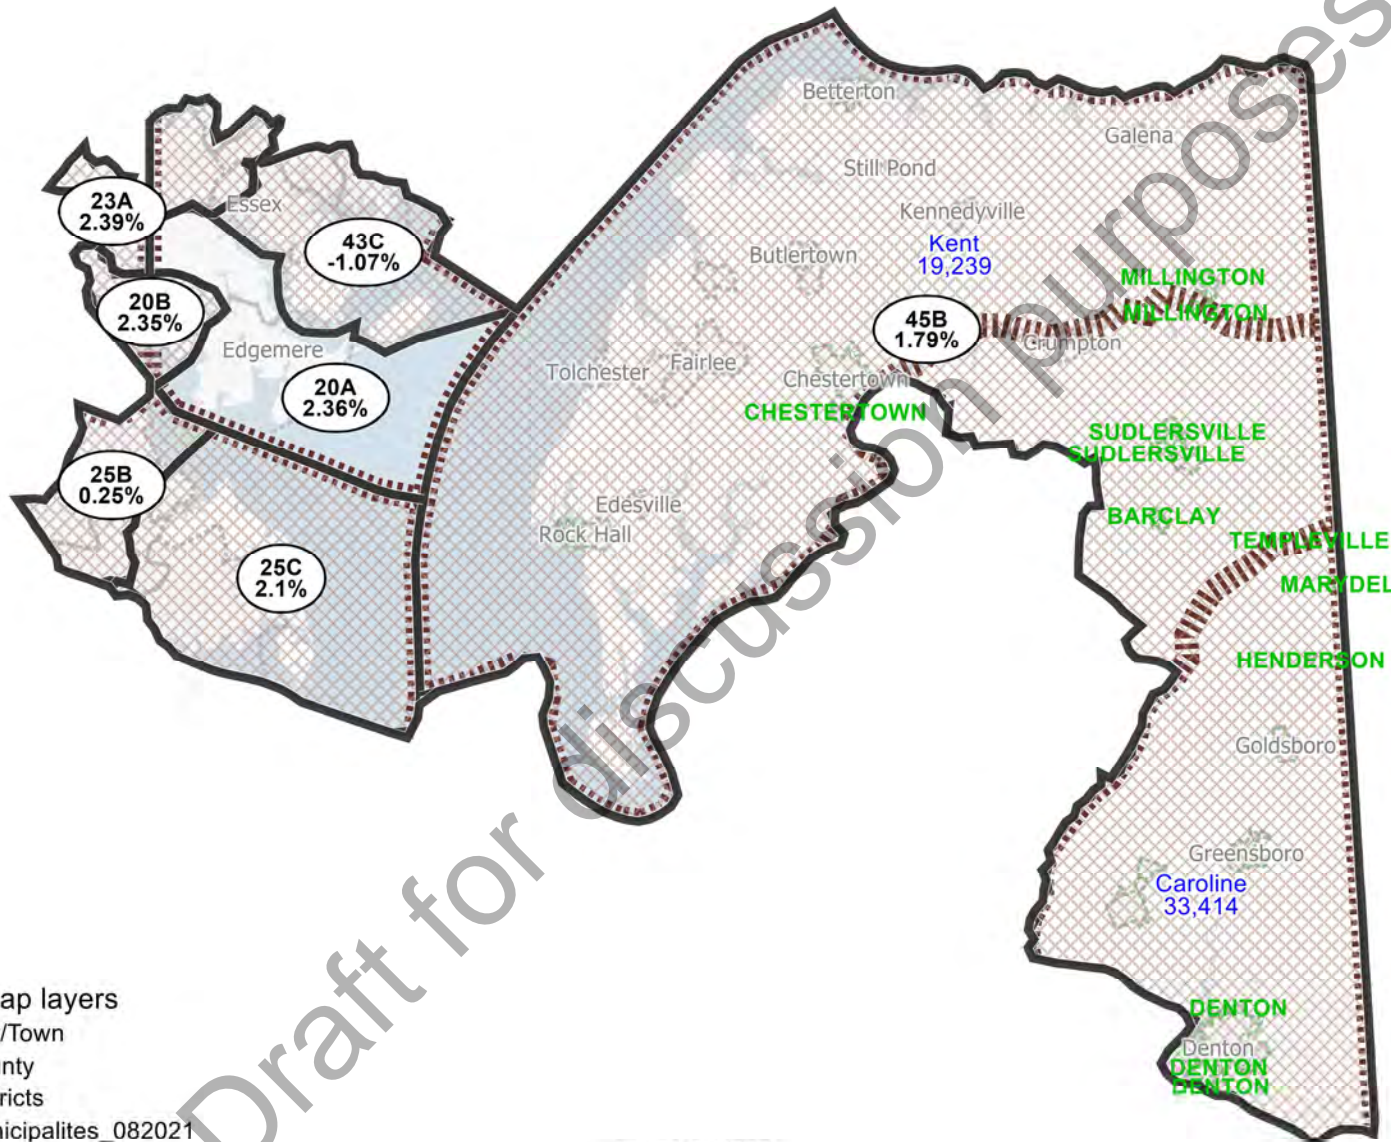 Betterton
Galena
Still Pond
23A
2.39%
Essex
Kennedyville
43C
-1.07%
Kent
19,239
Butlertown
MILLINGTON
20B
2.35%
45B
1.79%
MILLINGTON
Crumpton
Edgemere
Tolchester
Fairlee
Chestertown
20A
2.36%
CHESTERTOWN
SUDLERSVILLE
SUDLERSVILLE
25B
0.25%
Edesville
Rock Hall
BARCLAY
TEMPLEVILLE
25C
2.1%
MARYDEL
HENDERSON
Goldsboro
Greensboro
Caroline
33,414
ap layers
/Town
unty
tricts
nicipalites_082021
DENTON
Denton
DENTON
DENTON
Draft for discussion purposes